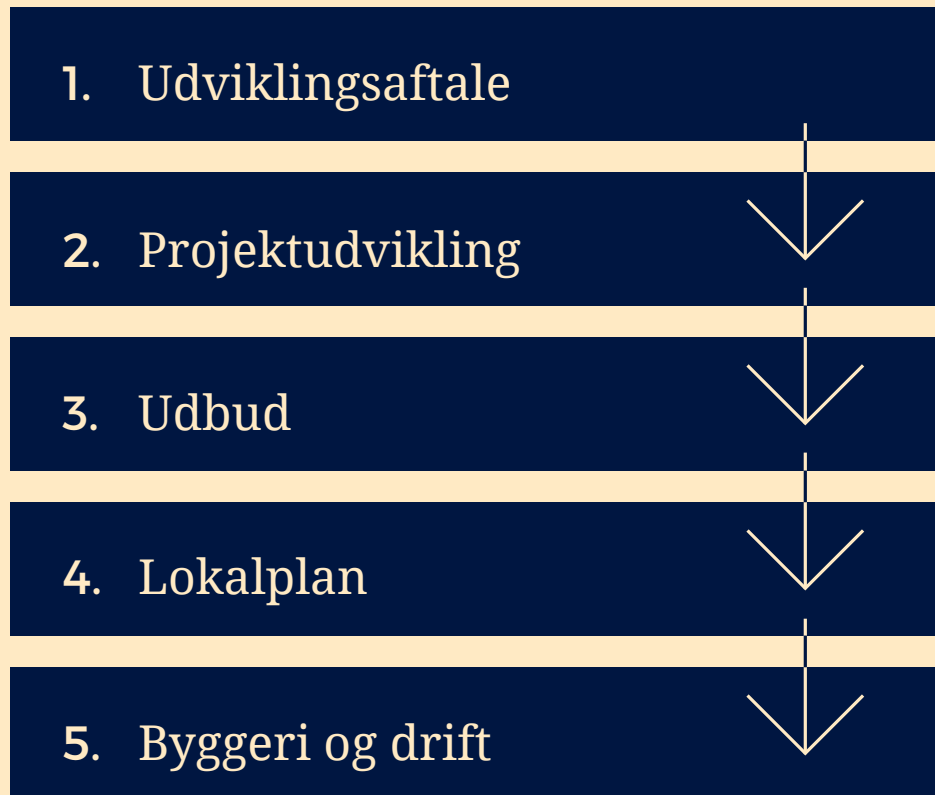 1. Udviklingsaftale
2. Projektudvikling
3. Udbud
4. Lokalplan
5. Byggeri og drift